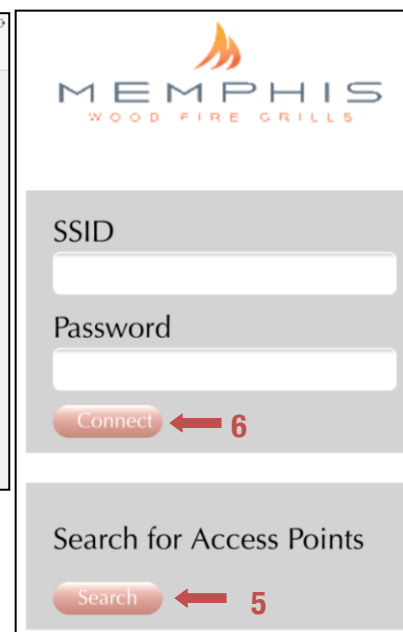 MEMPHIS
WOOD FIRE GRILLS
SSID
Password
Connect 6
Search for Access Points
Search 5